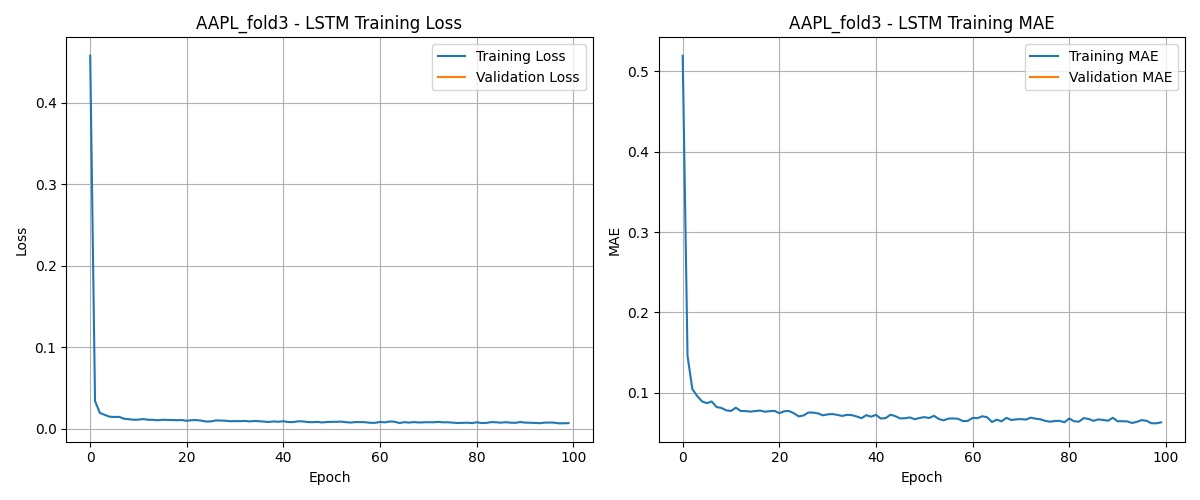 AAPL_fold3 - LSTM Training Loss
Training Loss
Validation Loss
0.4
0.3
0.2
0.1
0.0
Loss
0 20 40 60 80 100
Epoch
AAPL_fold3 - LSTM Training MAE
Training MAE
Validation MAE
0.5
0.4
0.3
0.2
0.1
MAE
0 20 40 60 80 100
Epoch